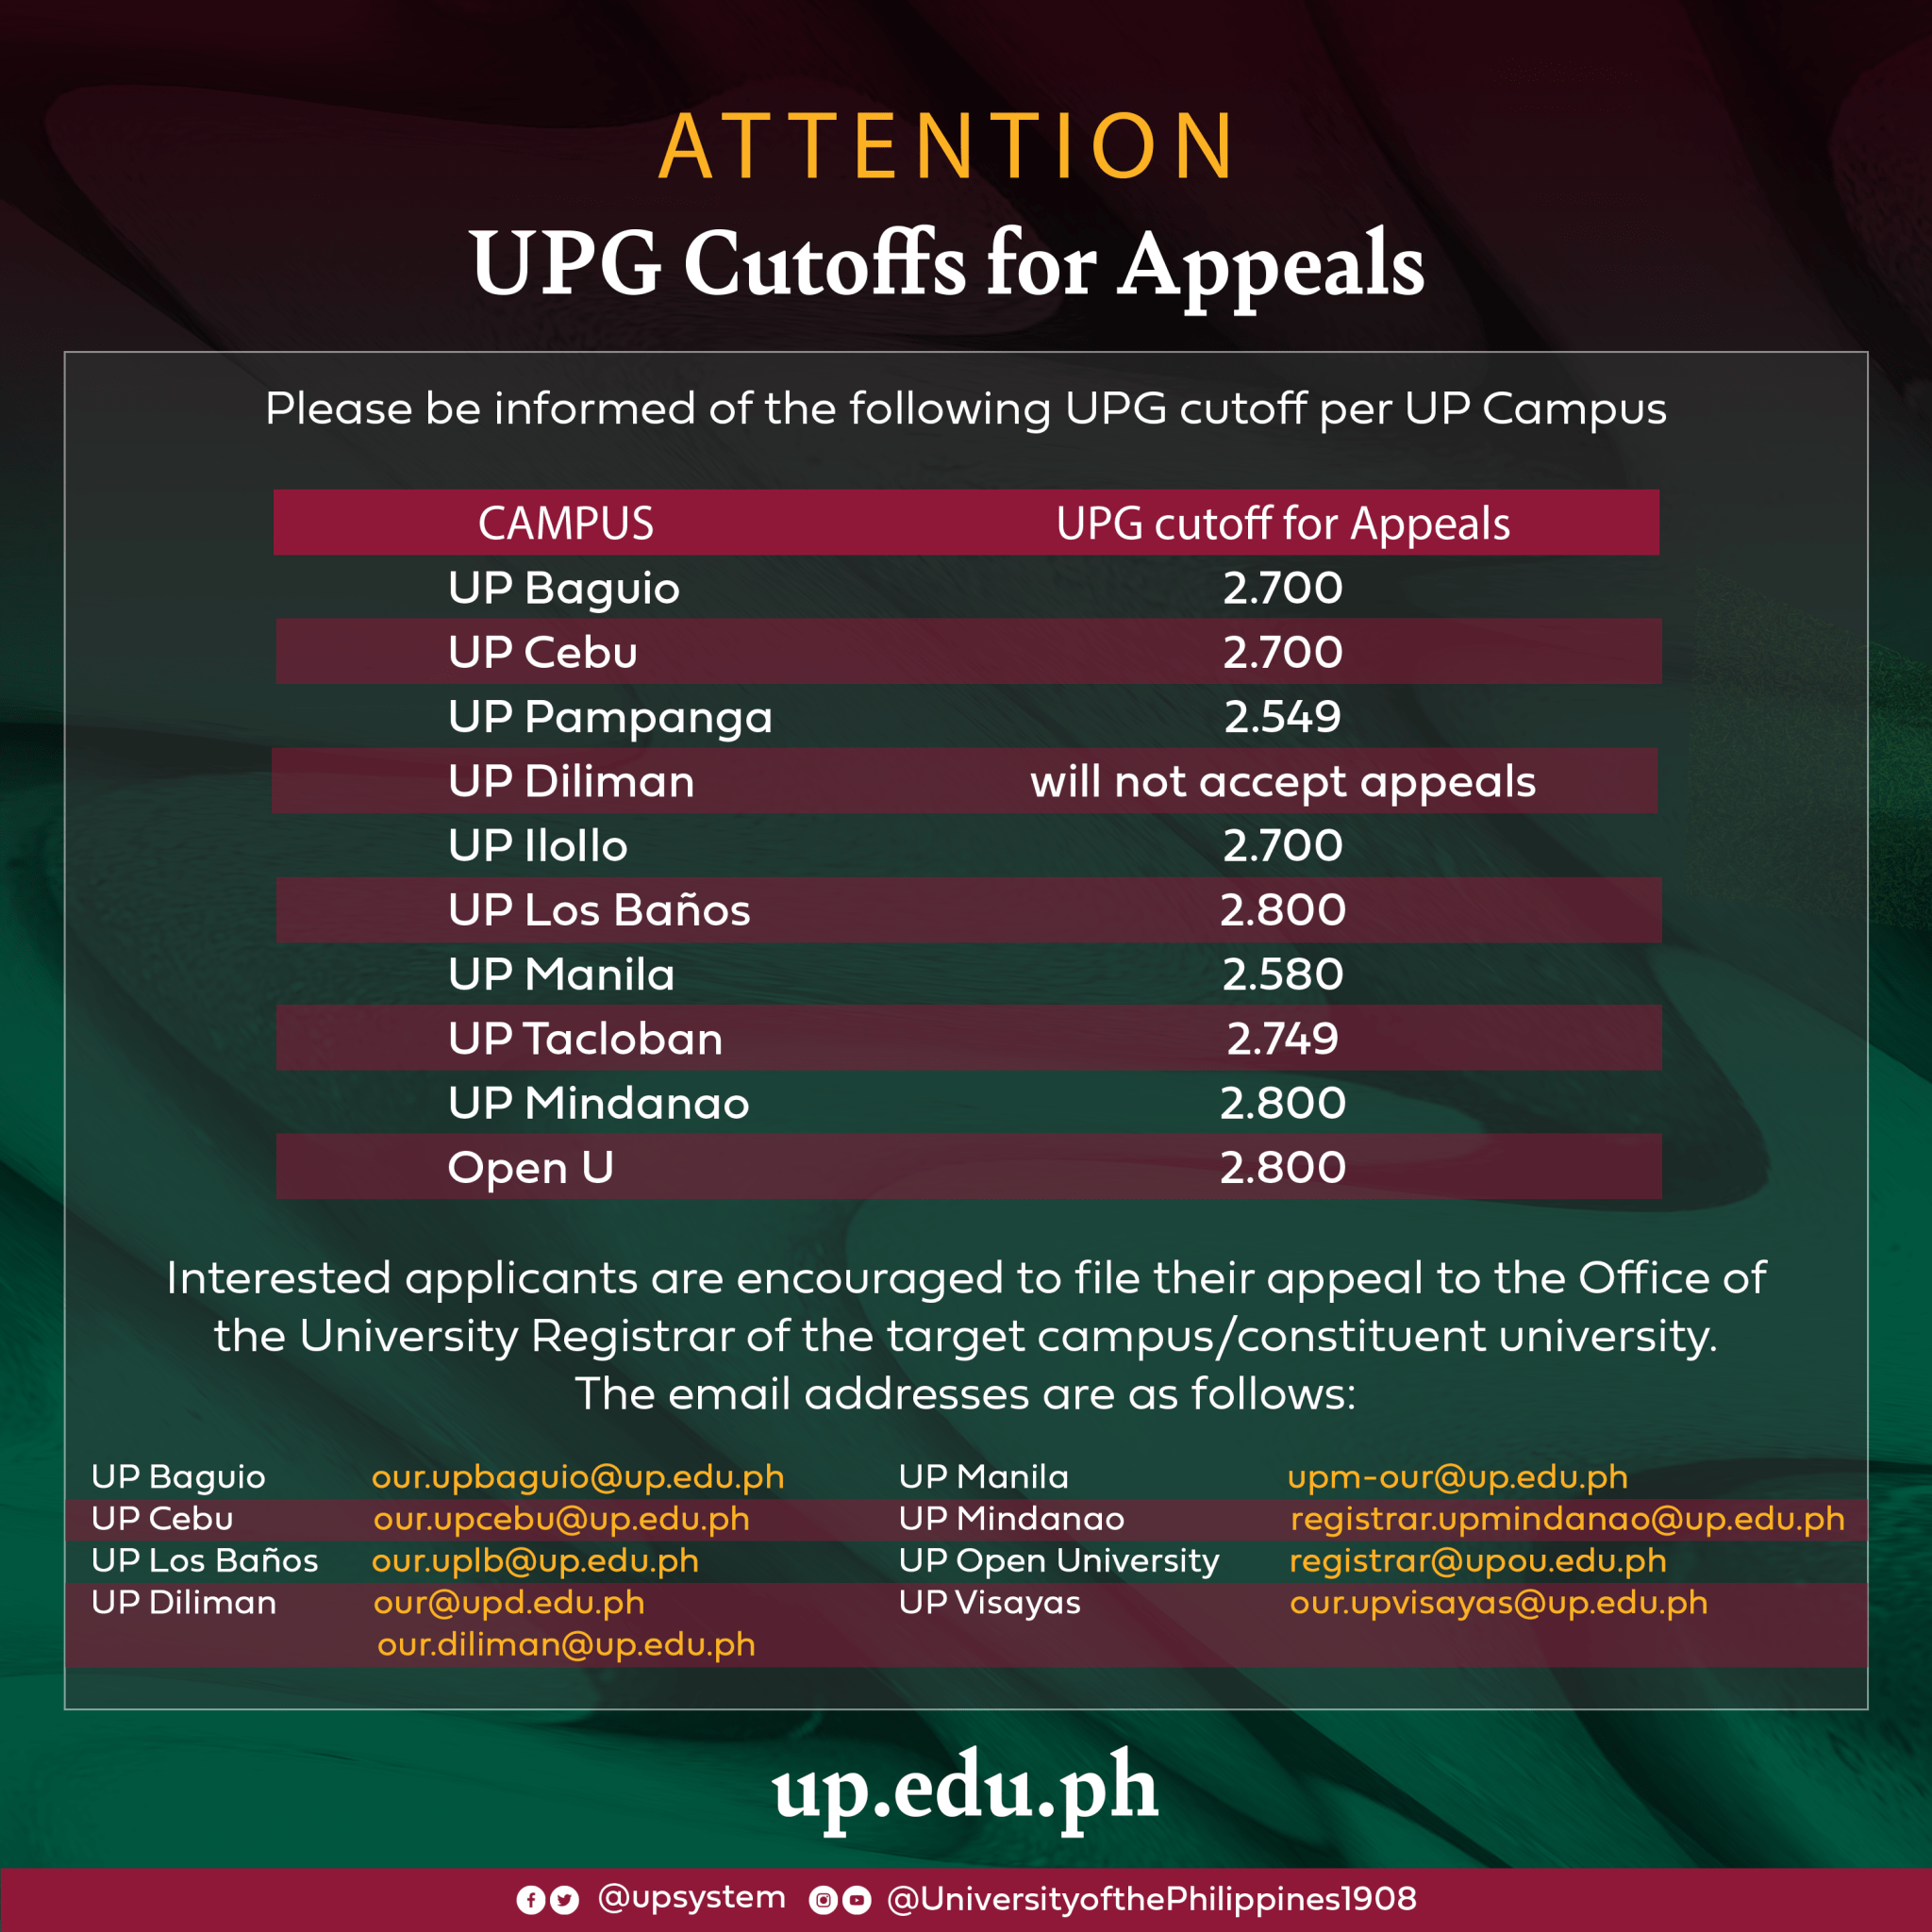 ATTENTION
UPG Cutoffs for Appeals
Please be informed of the following UPG cutoff per UP Campus
CAMPUS UPG cutoff for Appeals
UP Baguio 2.700
UP Cebu 2.700
UP Pampanga 2.549
UP Diliman will not accept appeals
UP IloIlo 2.700
UP Los Baños 2.800
UP Manila 2.580
UP Tacloban 2.749
UP Mindanao 2.800
Open U 2.800
Interested applicants are encouraged to file their appeal to the Office of
the University Registrar of the target campus/constituent university.
The email addresses are as follows:
UP Baguio our.upbaguio@up.edu.ph UP Manila upm-our@up.edu.ph
UP Cebu our.upcebu@up.edu.ph UP Mindanao registrar.upmindanao@up.edu.ph
UP Los Baños our.uplb@up.edu.ph UP Open University registrar@upou.edu.ph
UP Diliman our@upd.edu.ph UP Visayas our.upvisayas@up.edu.ph
our.diliman@up.edu.ph
up.edu.ph
@upsystem @UniversityofthePhilippines1908